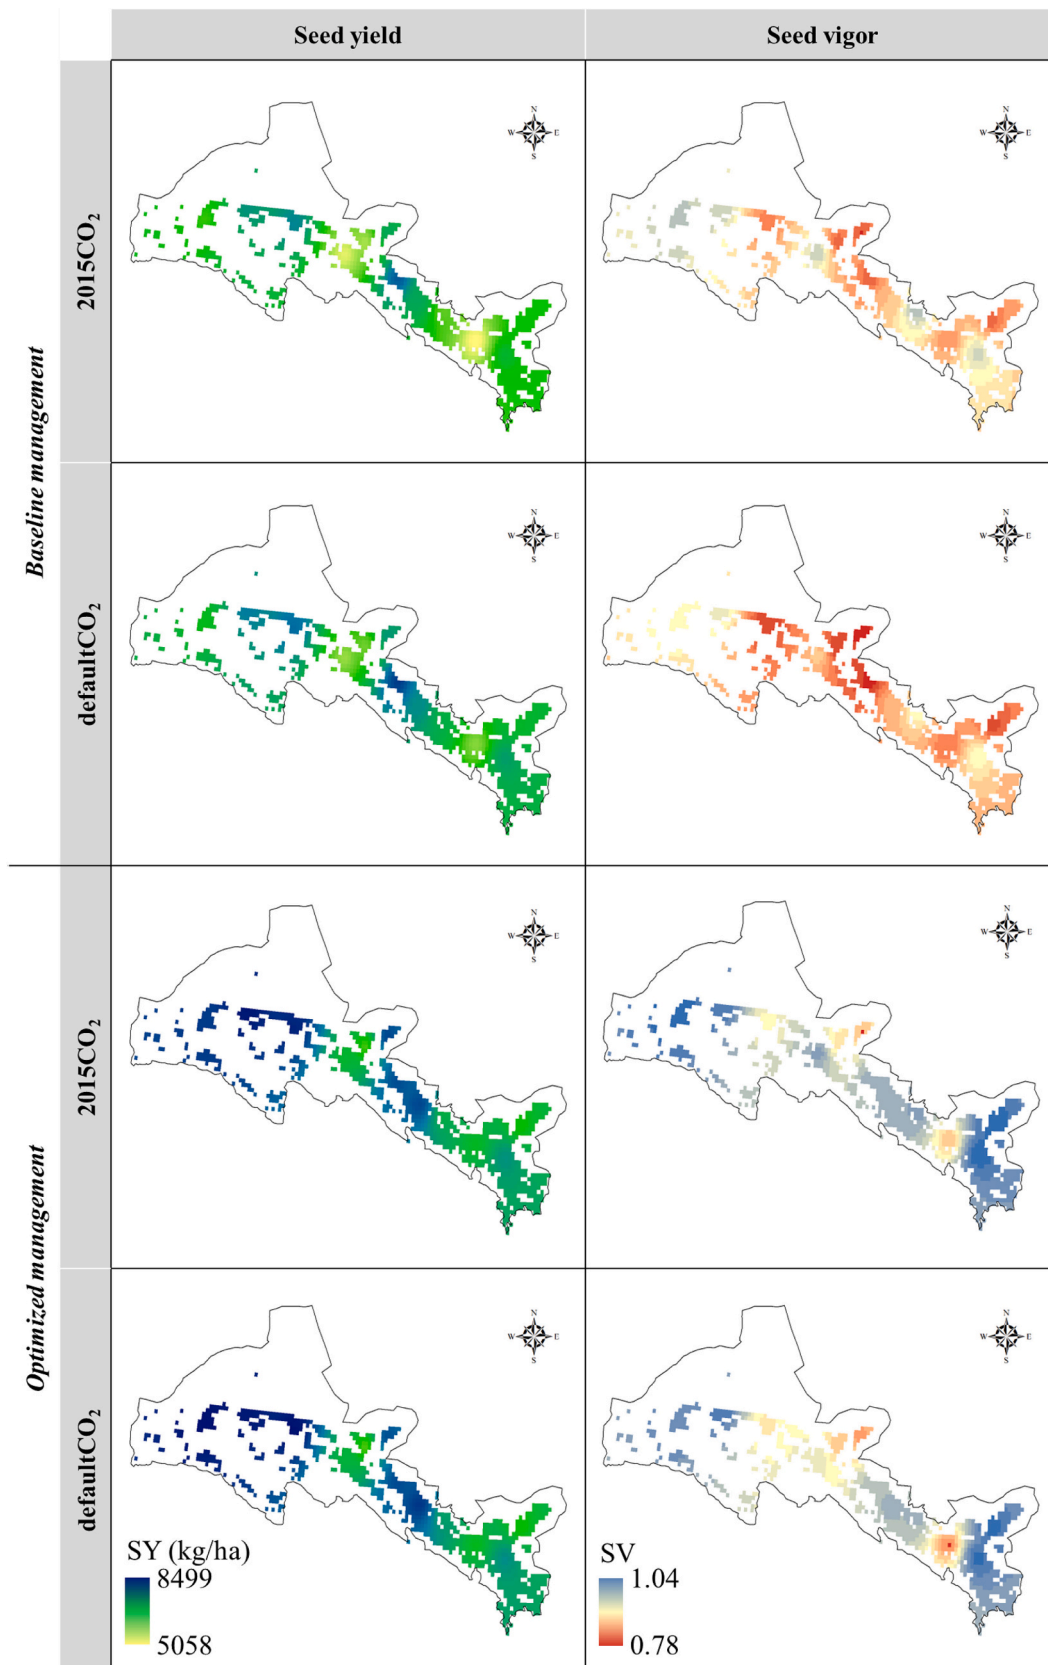 Seed yield
Seed vigor
Baseline management
2015CO₂
N
W E
S
N
W E
S
defaultCO₂
N
W E
S
N
W E
S
Optimized management
2015CO₂
N
W E
S
N
W E
S
defaultCO₂
N
W E
S
N
W E
S
SY (kg/ha)
8499
5058
SV
1.04
0.78